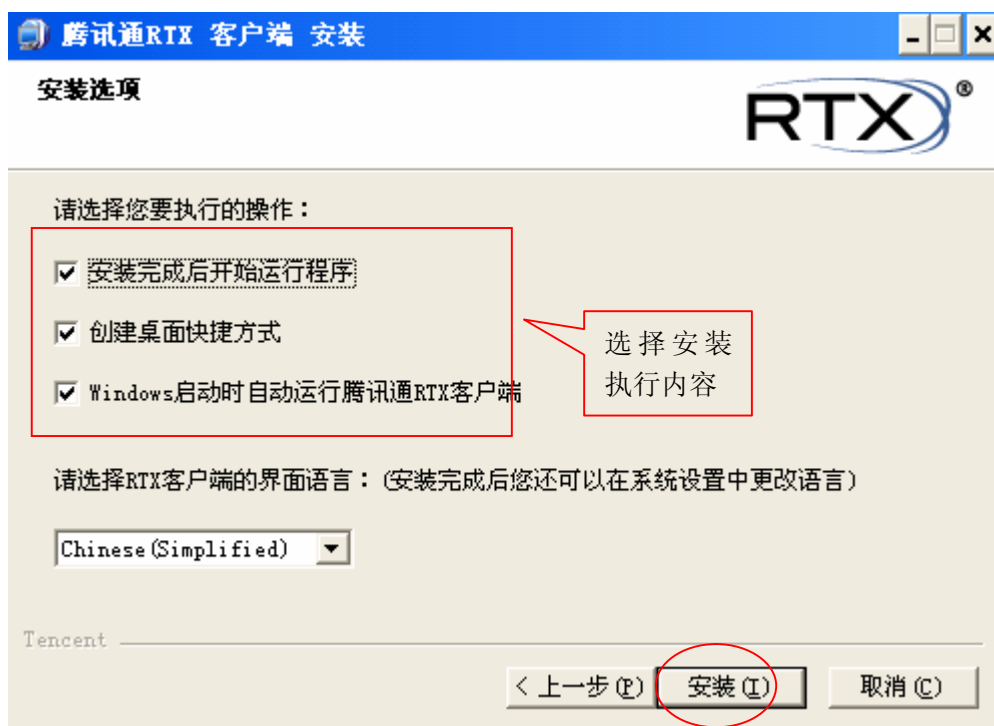 腾讯通RTX 客户端 安装
安装选项
RTX®
请选择您要执行的操作：
安装完成后开始运行程序
创建桌面快捷方式
Windows启动时自动运行腾讯通RTX客户端
选择安装
执行内容
请选择RTX客户端的界面语言：(安装完成后您还可以在系统设置中更改语言)
Chinese(Simplified)
Tencent
< 上一步(P) 安装(I) 取消(C)